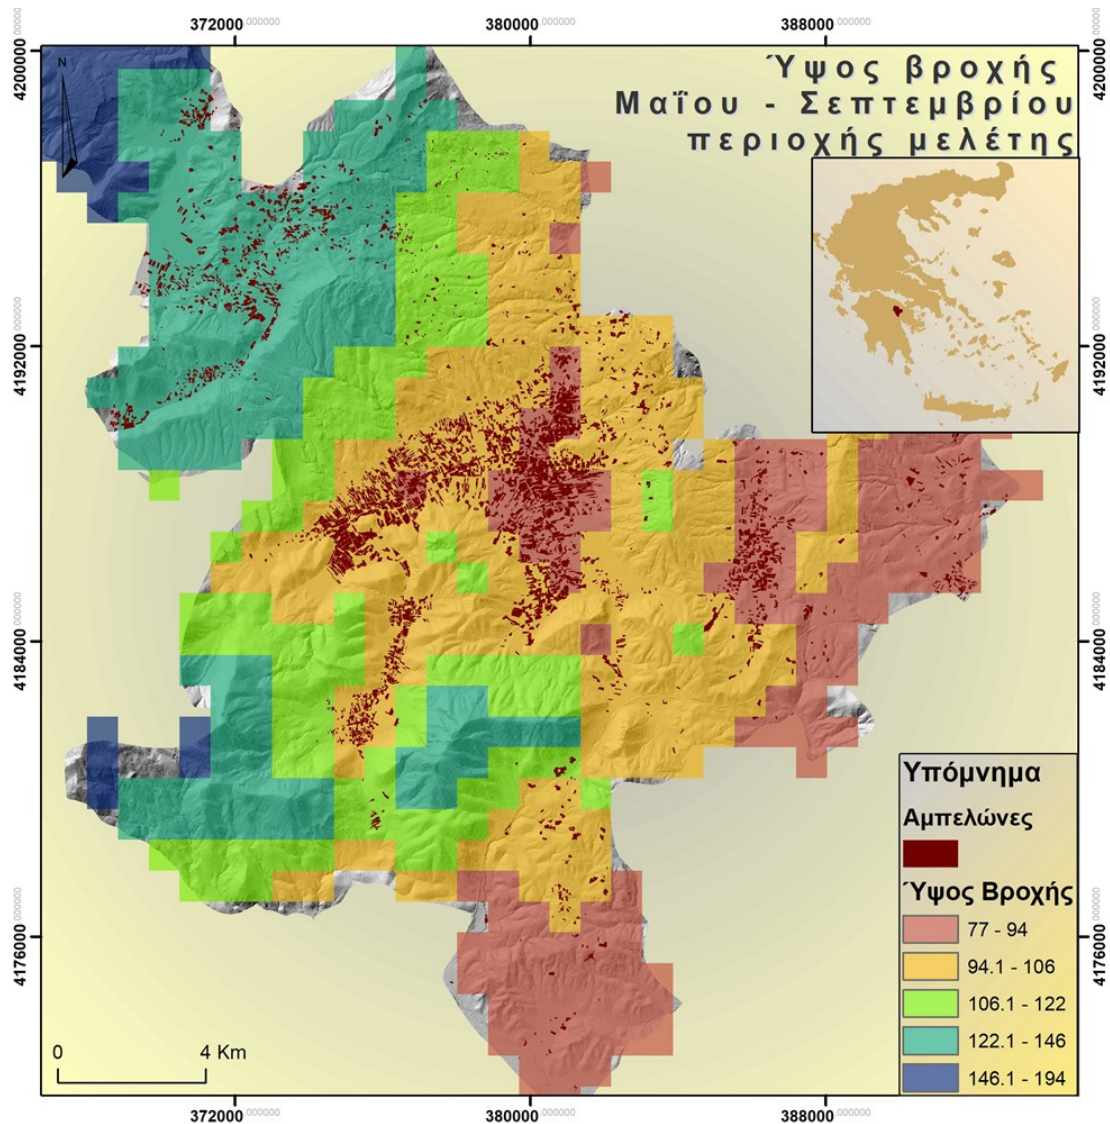 372000.000000 380000.000000 388000.000000
4200000.000000 4200000.000000
N
Ύψος βροχής
Μαΐου - Σεπτεμβρίου
περιοχής μελέτης
4192000.000000 4192000.000000
4184000.000000 4184000.000000
Υπόμνημα
Αμπελώνες
Ύψος Βροχής
77 - 94
94.1 - 106
106.1 - 122
122.1 - 146
146.1 - 194
4176000.000000 4176000.000000
0 4 Km
372000.000000 380000.000000 388000.000000